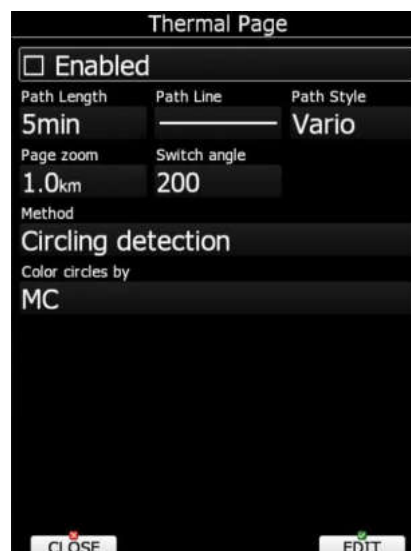 Thermal Page
Enabled
Path Length Path Line Path Style
5min Vario
Page zoom Switch angle
1.0km 200
Method
Circling detection
Color circles by
MC
CLOSE EDIT